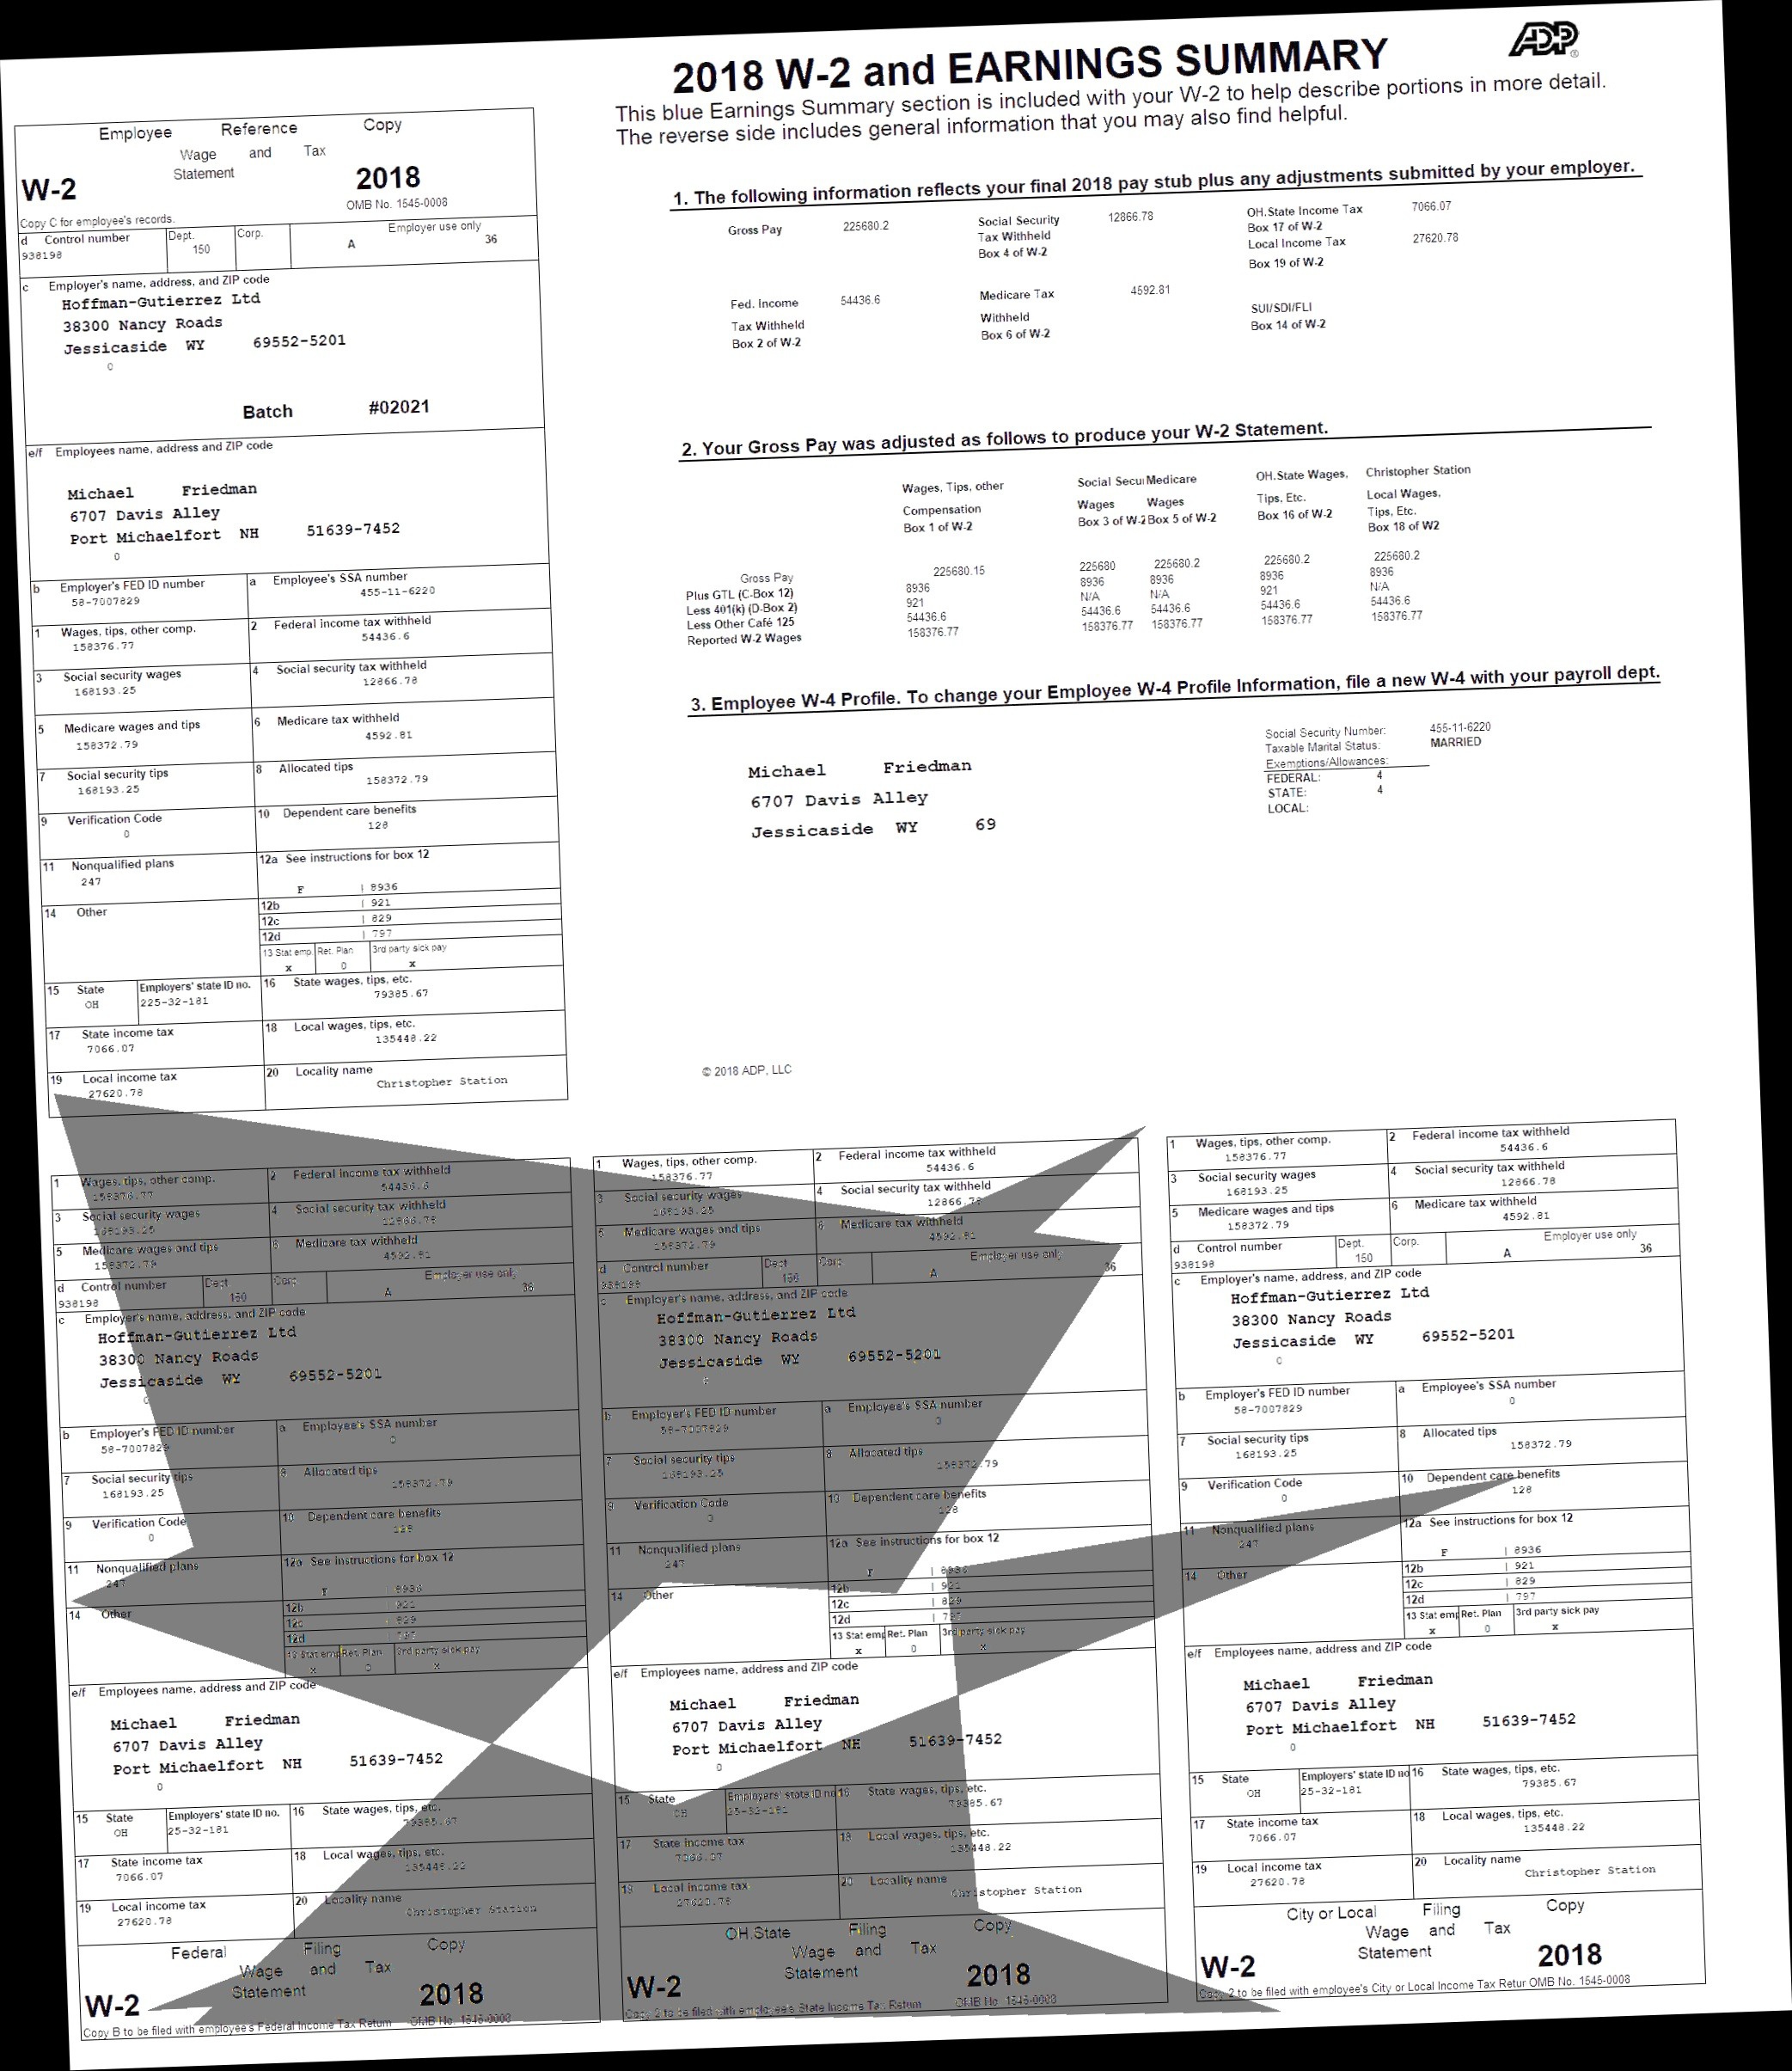 2018 W-2 and EARNINGS SUMMARY
ADP
This blue Earnings Summary section is included with your W-2 to help describe portions in more detail.
The reverse side includes general information that you may also find helpful.
Employee Reference Copy
Wage and Tax
Statement
W-2 2018
OMB No. 1545-0008
Copy C for employee's records.
d Control number Dept. Corp. Employer use only
938198 150 A 36
c Employer's name, address, and ZIP code
Hoffman-Gutierrez Ltd
38300 Nancy Roads
Jessicaside WY 69552-5201
0
Batch #02021
e/f Employees name, address and ZIP code
Michael Friedman
6707 Davis Alley
Port Michaelfort NH 51639-7452
0
b Employer's FED ID number a Employee's SSA number
58-7007829 455-11-6220
1 Wages, tips, other comp. 2 Federal income tax withheld
158376.77 54436.6
3 Social security wages 4 Social security tax withheld
168193.25 12866.78
5 Medicare wages and tips 6 Medicare tax withheld
158372.79 4592.81
7 Social security tips 8 Allocated tips
168193.25 158372.79
9 Verification Code 10 Dependent care benefits
0 128
11 Nonqualified plans 12a See instructions for box 12
247 F 8936
14 Other 12b 921
12c 829
12d 797
13 Stat emp. Ret. Plan 3rd party sick pay
x 0 x
15 State Employers' state ID no. 16 State wages, tips, etc.
OH 225-32-181 79385.67
17 State income tax 18 Local wages, tips, etc.
7066.07 135448.22
19 Local income tax 20 Locality name
27620.78 Christopher Station
1. The following information reflects your final 2018 pay stub plus any adjustments submitted by your employer.
Gross Pay 225680.2 Social Security 12866.78 OH.State Income Tax 7066.07
Tax Withheld Box 17 of W-2
Box 4 of W-2 Local Income Tax 27620.78
Box 19 of W-2
Fed. Income 54436.6 Medicare Tax 4592.81
Tax Withheld Withheld SUI/SDI/FLI
Box 2 of W-2 Box 6 of W-2 Box 14 of W-2
2. Your Gross Pay was adjusted as follows to produce your W-2 Statement.
Wages, Tips, other Social Secu Medicare OH.State Wages, Christopher Station
Compensation Wages Wages Tips, Etc. Local Wages,
Box 1 of W-2 Box 3 of W-2 Box 5 of W-2 Box 16 of W-2 Tips, Etc.
Box 18 of W2
Gross Pay 225680.15 225680 225680.2 225680.2 225680.2
Plus GTL (C-Box 12) 8936 8936 8936 8936 8936
Less 401(k) (D-Box 2) 921 N/A N/A 921 N/A
Less Other Café 125 54436.6 54436.6 54436.6 54436.6 54436.6
Reported W-2 Wages 158376.77 158376.77 158376.77 158376.77 158376.77
3. Employee W-4 Profile. To change your Employee W-4 Profile Information, file a new W-4 with your payroll dept.
Michael Friedman
6707 Davis Alley
Jessicaside WY 69
Social Security Number: 455-11-6220
Taxable Marital Status: MARRIED
Exemptions/Allowances:
FEDERAL: 4
STATE: 4
LOCAL:
© 2018 ADP, LLC
1 Wages, tips, other comp. 2 Federal income tax withheld
158376.77 54436.6
3 Social security wages 4 Social security tax withheld
168193.25 12866.78
5 Medicare wages and tips 6 Medicare tax withheld
158372.79 4592.81
d Control number Dept. Corp. Employer use only
938198 150 A 36
c Employer's name, address, and ZIP code
Hoffman-Gutierrez Ltd
38300 Nancy Roads
Jessicaside WY 69552-5201
0
b Employer's FED ID number a Employee's SSA number
58-7007829 0
7 Social security tips 8 Allocated tips
168193.25 158372.79
9 Verification Code 10 Dependent care benefits
0 128
11 Nonqualified plans 12a See instructions for box 12
247 F 8936
14 Other 12b 921
12c 829
12d 797
13 Stat emp Ret. Plan 3rd party sick pay
x 0 x
e/f Employees name, address and ZIP code
Michael Friedman
6707 Davis Alley
Port Michaelfort NH 51639-7452
0
15 State Employers' state ID no. 16 State wages, tips, etc.
OH 25-32-181 79385.67
17 State income tax 18 Local wages, tips, etc.
7066.07 135448.22
19 Local income tax 20 Locality name
27620.78 Christopher Station
Federal Filing Copy
Wage and Tax
Statement
W-2 2018
Copy B to be filed with employee's Federal Income Tax Return OMB No. 1545-0008
1 Wages, tips, other comp. 2 Federal income tax withheld
158376.77 54436.6
3 Social security wages 4 Social security tax withheld
168193.25 12866.78
5 Medicare wages and tips 6 Medicare tax withheld
158372.79 4592.81
d Control number Dept. Corp. Employer use only
938198 150 A 36
c Employer's name, address, and ZIP code
Hoffman-Gutierrez Ltd
38300 Nancy Roads
Jessicaside WY 69552-5201
b Employer's FED ID number a Employee's SSA number
58-7007829 0
7 Social security tips 8 Allocated tips
168193.25 158372.79
9 Verification Code 10 Dependent care benefits
0 128
11 Nonqualified plans 12a See instructions for box 12
247 F 8936
14 Other 12b 921
12c 829
12d 797
13 Stat emp Ret. Plan 3rd party sick pay
x 0 x
e/f Employees name, address and ZIP code
Michael Friedman
6707 Davis Alley
Port Michaelfort NH 51639-7452
0
15 State Employers' state ID no 16 State wages, tips, etc.
OH 25-32-181 79385.67
17 State income tax 18 Local wages, tips, etc.
7066.07 135448.22
19 Local income tax 20 Locality name
27620.78 Christopher Station
OH.State Filing Copy
Wage and Tax
Statement
W-2 2018
Copy 2 to be filed with employee's State Income Tax Return OMB No. 1545-0008
1 Wages, tips, other comp. 2 Federal income tax withheld
158376.77 54436.6
3 Social security wages 4 Social security tax withheld
168193.25 12866.78
5 Medicare wages and tips 6 Medicare tax withheld
158372.79 4592.81
d Control number Dept. Corp. Employer use only
938198 150 A 36
c Employer's name, address, and ZIP code
Hoffman-Gutierrez Ltd
38300 Nancy Roads
Jessicaside WY 69552-5201
0
b Employer's FED ID number a Employee's SSA number
58-7007829 0
7 Social security tips 8 Allocated tips
168193.25 158372.79
9 Verification Code 10 Dependent care benefits
0 128
11 Nonqualified plans 12a See instructions for box 12
247 F 8936
14 Other 12b 921
12c 829
12d 797
13 Stat emp Ret. Plan 3rd party sick pay
x 0 x
e/f Employees name, address and ZIP code
Michael Friedman
6707 Davis Alley
Port Michaelfort NH 51639-7452
0
15 State Employers' state ID no 16 State wages, tips, etc.
OH 25-32-181 79385.67
17 State income tax 18 Local wages, tips, etc.
7066.07 135448.22
19 Local income tax 20 Locality name
27620.78 Christopher Station
City or Local Filing Copy
Wage and Tax
Statement
W-2 2018
Copy 2 to be filed with employee's City or Local Income Tax Retur OMB No. 1545-0008